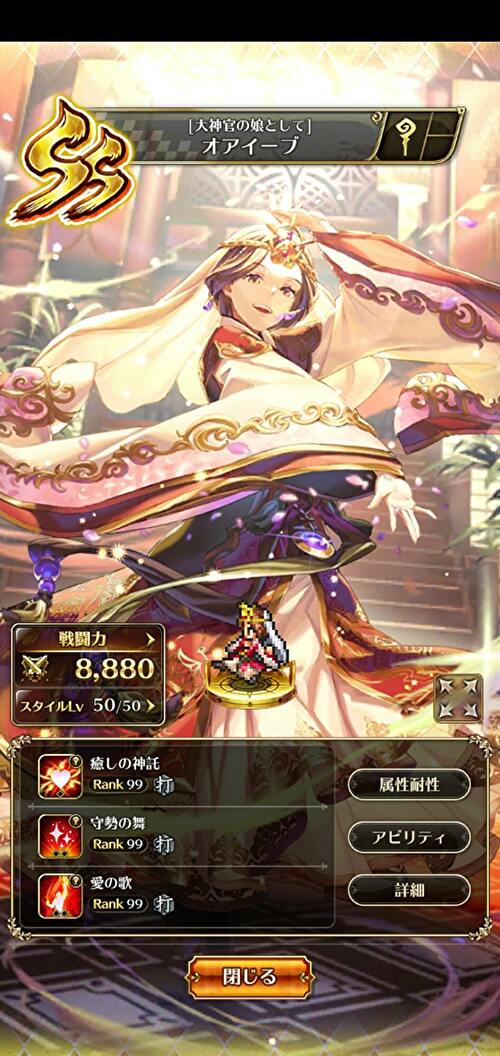 SS
[大神官の娘として]
オアイーブ
戦闘力
8,880
スタイルLv 50/50
癒しの神託
Rank 99 打
守勢の舞
Rank 99 打
愛の歌
Rank 99 打
属性耐性
アビリティ
詳細
閉じる